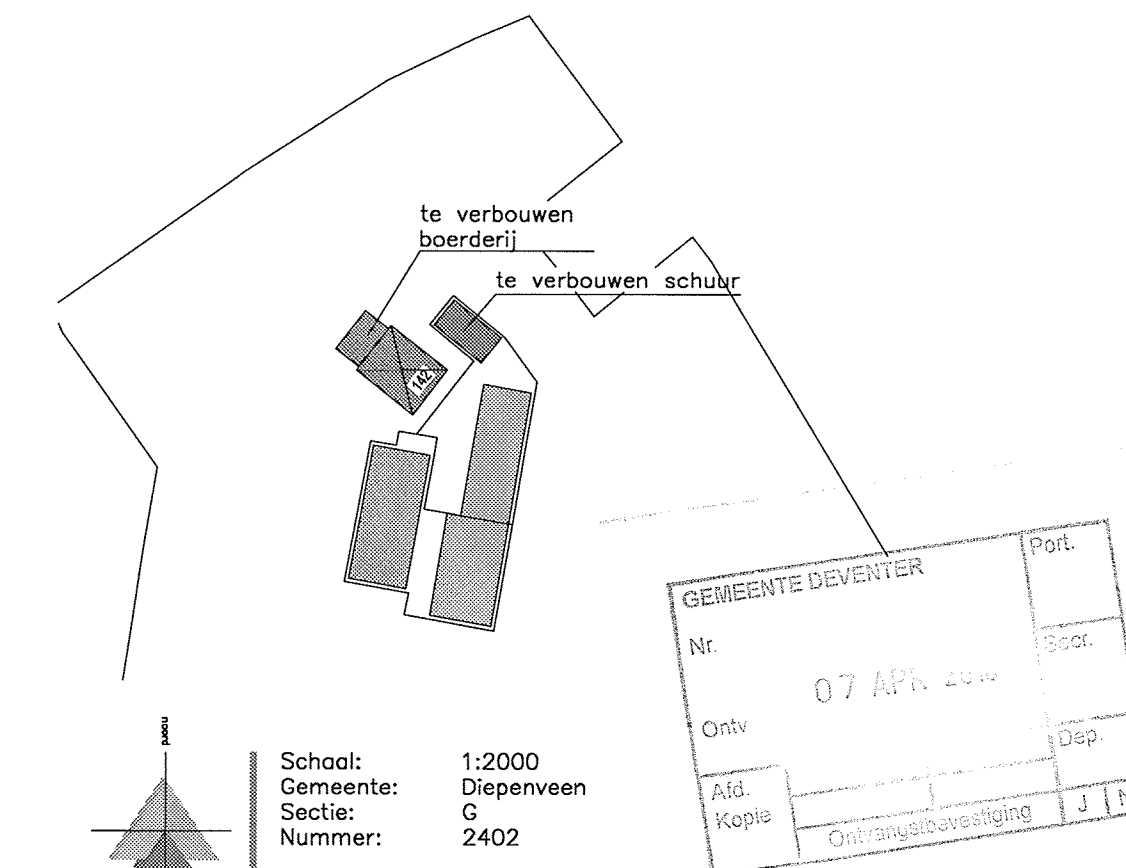 te verbouwen
boerderij
te verbouwen schuur
142
noord
Schaal: 1:2000
Gemeente: Diepenveen
Sectie: G
Nummer: 2402
GEMEENTE DEVENTER
Port.
Nr.
Secr.
07 APR
Ontv
Dep.
Afd.
Kopie
Ontvangstbevestiging
J
N